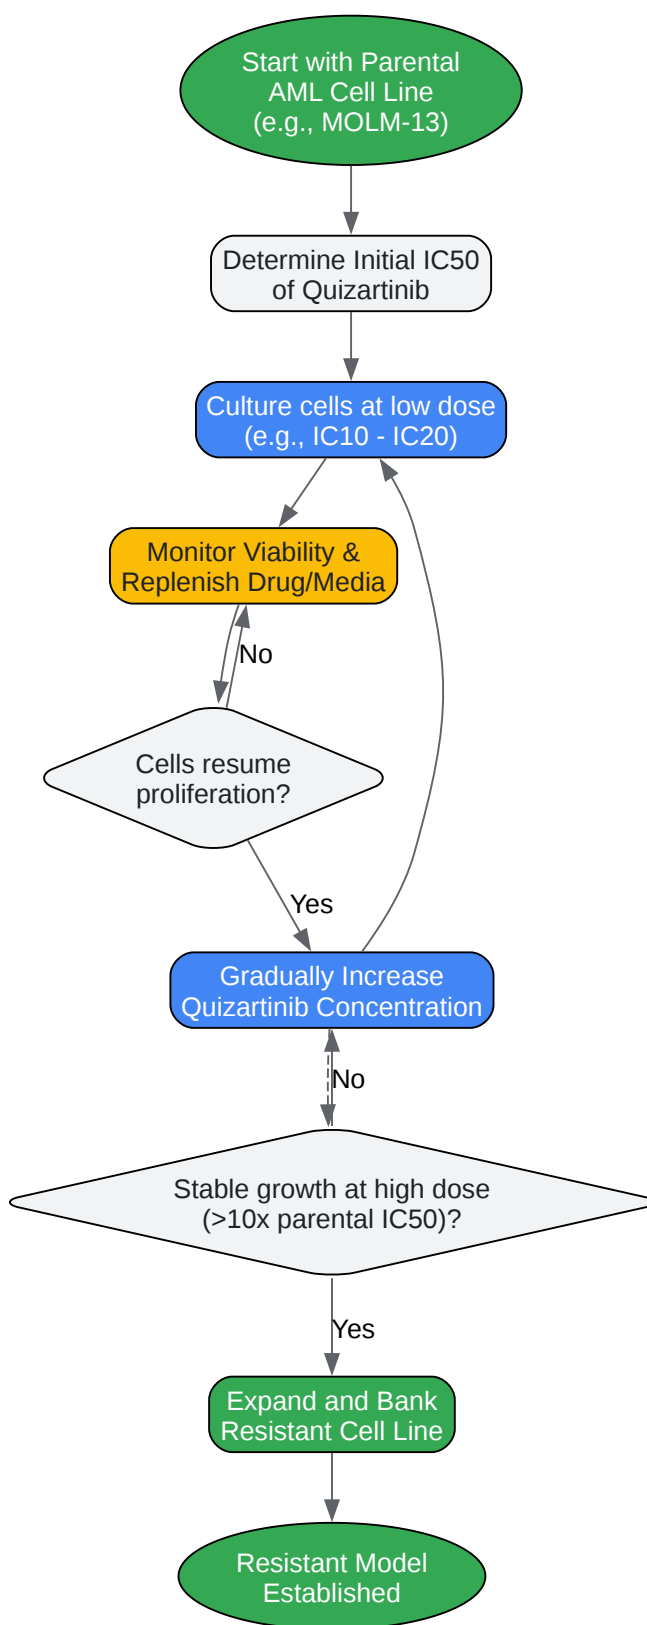 Start with Parental
AML Cell Line
(e.g., MOLM-13)
Determine Initial IC50
of Quizartinib
Culture cells at low dose
(e.g., IC10 - IC20)
Monitor Viability &
Replenish Drug/Media
No
Cells resume
proliferation?
Yes
Gradually Increase
Quizartinib Concentration
No
Stable growth at high dose
(>10x parental IC50)?
Yes
Expand and Bank
Resistant Cell Line
Resistant Model
Established